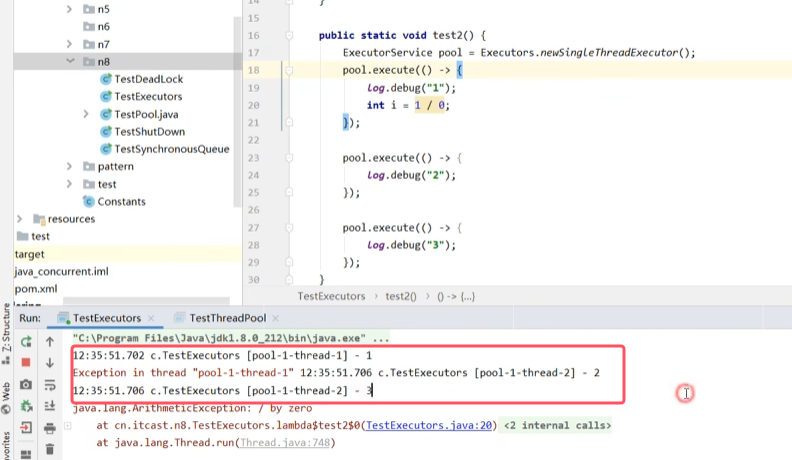 n5
n6
n7
n8
TestDeadLock
TestExecutors
TestPool.java
TestShutDown
TestSynchronousQueue
pattern
test
Constants
resources
test
target
java_concurrent.iml
pom.xml
14 }
15
16 public static void test2() {
17 ExecutorService pool = Executors.newSingleThreadExecutor();
18 pool.execute(() -> {
19 log.debug("1");
20 int i = 1 / 0;
21 });
22
23 pool.execute(() -> {
24 log.debug("2");
25 });
26
27 pool.execute(() -> {
28 log.debug("3");
29 });
30 }
TestExecutors › test2() › () -> {...}
Run: TestExecutors × TestThreadPool ×
"C:\Program Files\Java\jdk1.8.0_212\bin\java.exe" ...
12:35:51.702 c.TestExecutors [pool-1-thread-1] - 1
Exception in thread "pool-1-thread-1" 12:35:51.706 c.TestExecutors [pool-1-thread-2] - 2
12:35:51.706 c.TestExecutors [pool-1-thread-2] - 3
java.lang.ArithmeticException: / by zero
at cn.itcast.n8.TestExecutors.lambda$test2$0(TestExecutors.java:20) <2 internal calls>
at java.lang.Thread.run(Thread.java:748)
Z: Structure
Web